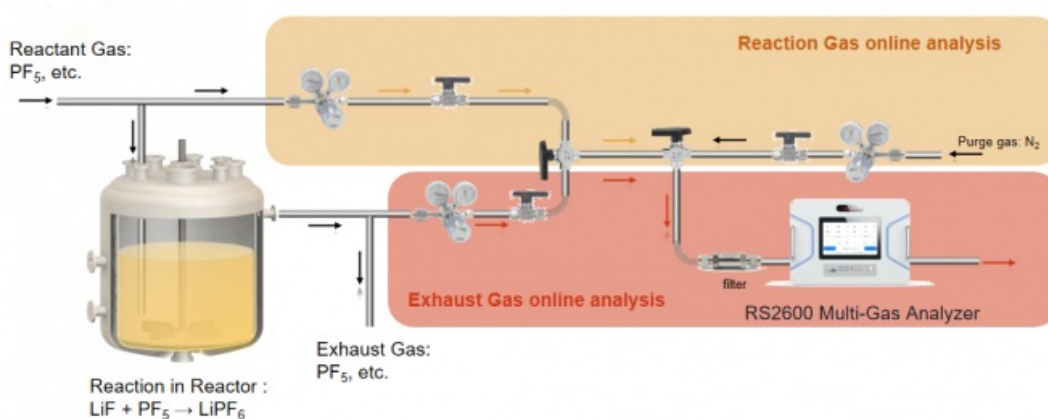 Reactant Gas:
PF₅, etc.
Reaction Gas online analysis
Purge gas: N₂
Exhaust Gas online analysis
filter
RS2600 Multi-Gas Analyzer
Exhaust Gas:
PF₅, etc.
Reaction in Reactor :
LiF + PF₅ → LiPF₆